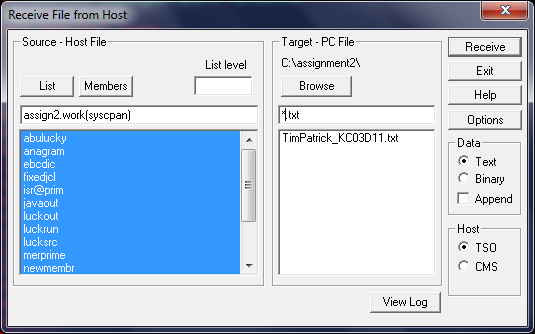 Receive File from Host
Source - Host File
List
Members
List level
assign2.work(syscpan)
abulucky
anagram
ebcdic
fixedjcl
isr@prim
javaout
luckout
luckrun
lucksrc
merprime
newmembr
Target - PC File
C:\assignment2\
Browse
*.txt
TimPatrick_KC03D11.txt
Receive
Exit
Help
Options
Data
Text
Binary
Append
Host
TSO
CMS
View Log